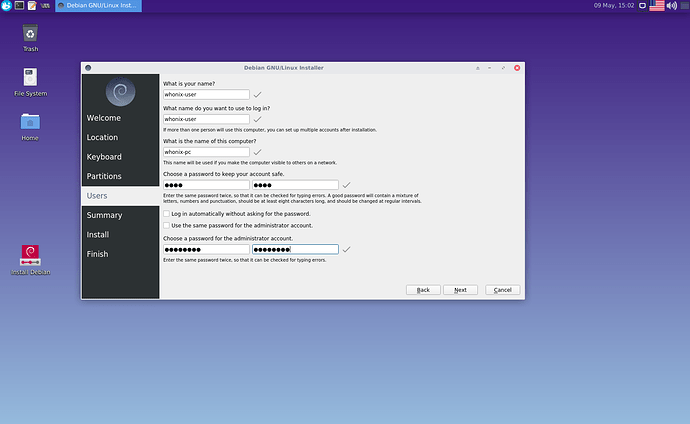 Debian GNU/Linux Inst...
09 May, 15:02
Trash
File System
Home
Install Debian
Debian GNU/Linux Installer
Welcome
Location
Keyboard
Partitions
Users
Summary
Install
Finish
What is your name?
whonix-user
What name do you want to use to log in?
whonix-user
If more than one person will use this computer, you can set up multiple accounts after installation.
What is the name of this computer?
whonix-pc
This name will be used if you make the computer visible to others on a network.
Choose a password to keep your account safe.
●●●● ●●●●
Enter the same password twice, so that it can be checked for typing errors. A good password will contain a mixture of
letters, numbers and punctuation, should be at least eight characters long, and should be changed at regular intervals.
Log in automatically without asking for the password.
Use the same password for the administrator account.
Choose a password for the administrator account.
●●●●●●●● ●●●●●●●●
Enter the same password twice, so that it can be checked for typing errors.
Back Next Cancel